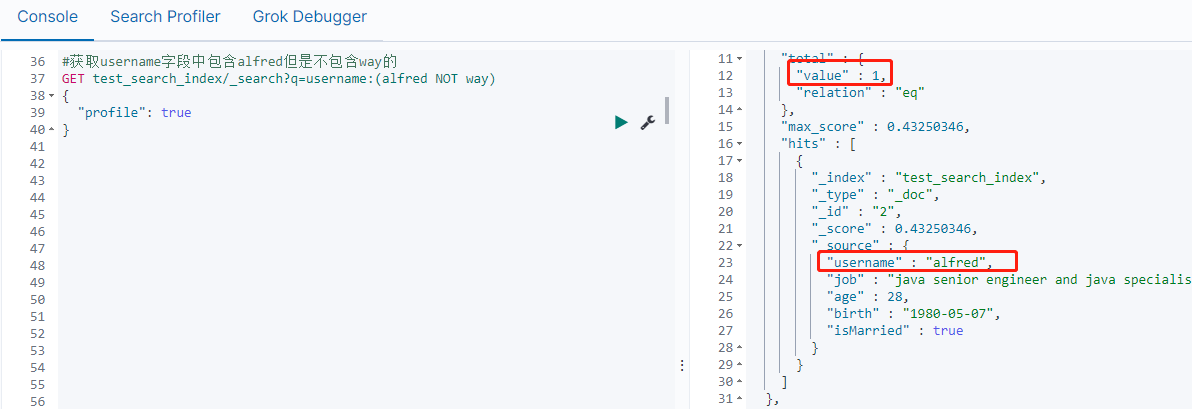 Console Search Profiler Grok Debugger
36 #获取username字段中包含alfred但是不包含way的
37 GET test_search_index/_search?q=username:(alfred NOT way)
38 {
39 "profile": true
40 }
41
42
43
44
45
46
47
48
49
50
51
52
53
54
55
56
11 "total" : {
12 "value" : 1,
13 "relation" : "eq"
14 },
15 "max_score" : 0.43250346,
16 "hits" : [
17 {
18 "_index" : "test_search_index",
19 "_type" : "_doc",
20 "_id" : "2",
21 "_score" : 0.43250346,
22 "_source" : {
23 "username" : "alfred",
24 "job" : "java senior engineer and java specialis
25 "age" : 28,
26 "birth" : "1980-05-07",
27 "isMarried" : true
28 }
29 }
30 ]
31 },